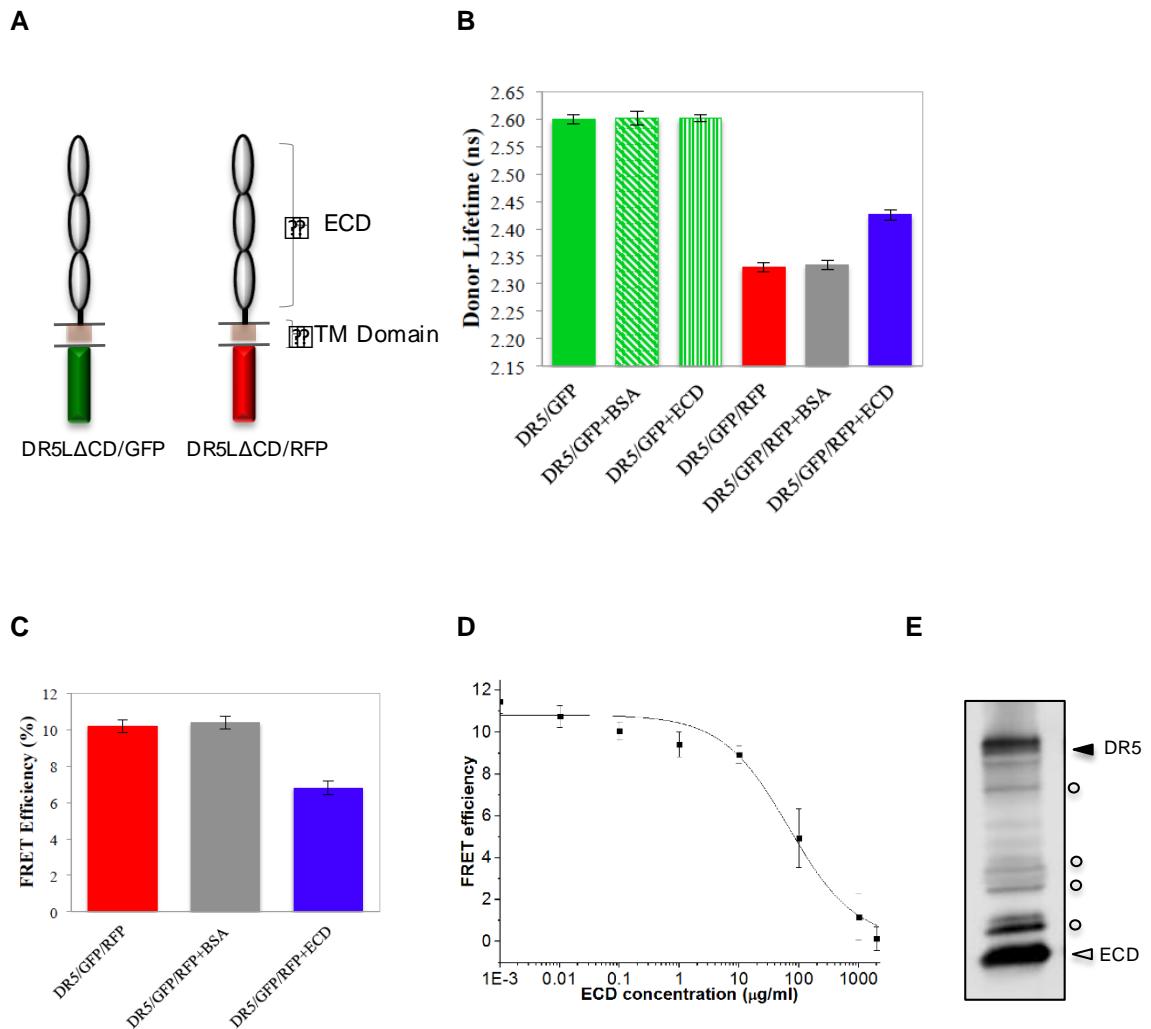 A
B
ECD
TM Domain
DR5LΔCD/GFP
DR5LΔCD/RFP
Donor Lifetime (ns)
2.65
2.60
2.55
2.50
2.45
2.40
2.35
2.30
2.25
2.20
2.15
DR5/GFP
DR5/GFP+BSA
DR5/GFP+ECD
DR5/GFP/RFP
DR5/GFP/RFP+BSA
DR5/GFP/RFP+ECD
C
FRET Efficiency (%)
12
10
8
6
4
2
0
DR5/GFP/RFP
DR5/GFP/RFP+BSA
DR5/GFP/RFP+ECD
D
FRET efficiency
12
10
8
6
4
2
0
1E-3 0.01 0.1 1 10 100 1000
ECD concentration (μg/ml)
E
DR5
ECD